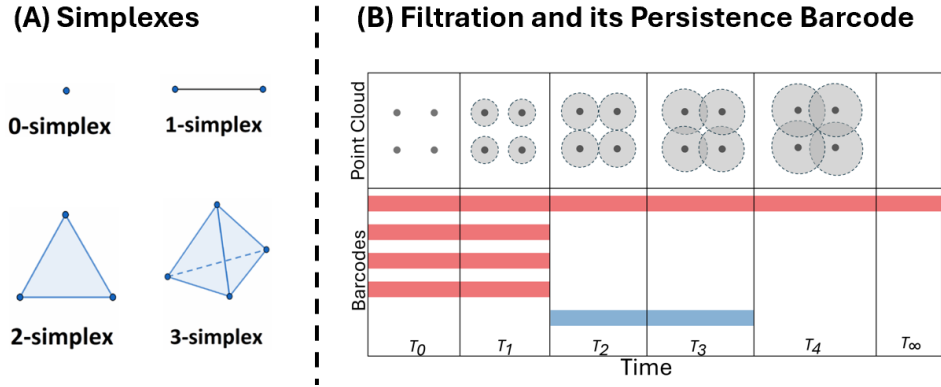 (A) Simplexes
0-simplex
1-simplex
2-simplex
3-simplex
(B) Filtration and its Persistence Barcode
Point Cloud
Barcodes
T0
T1
T2
T3
T4
T∞
Time